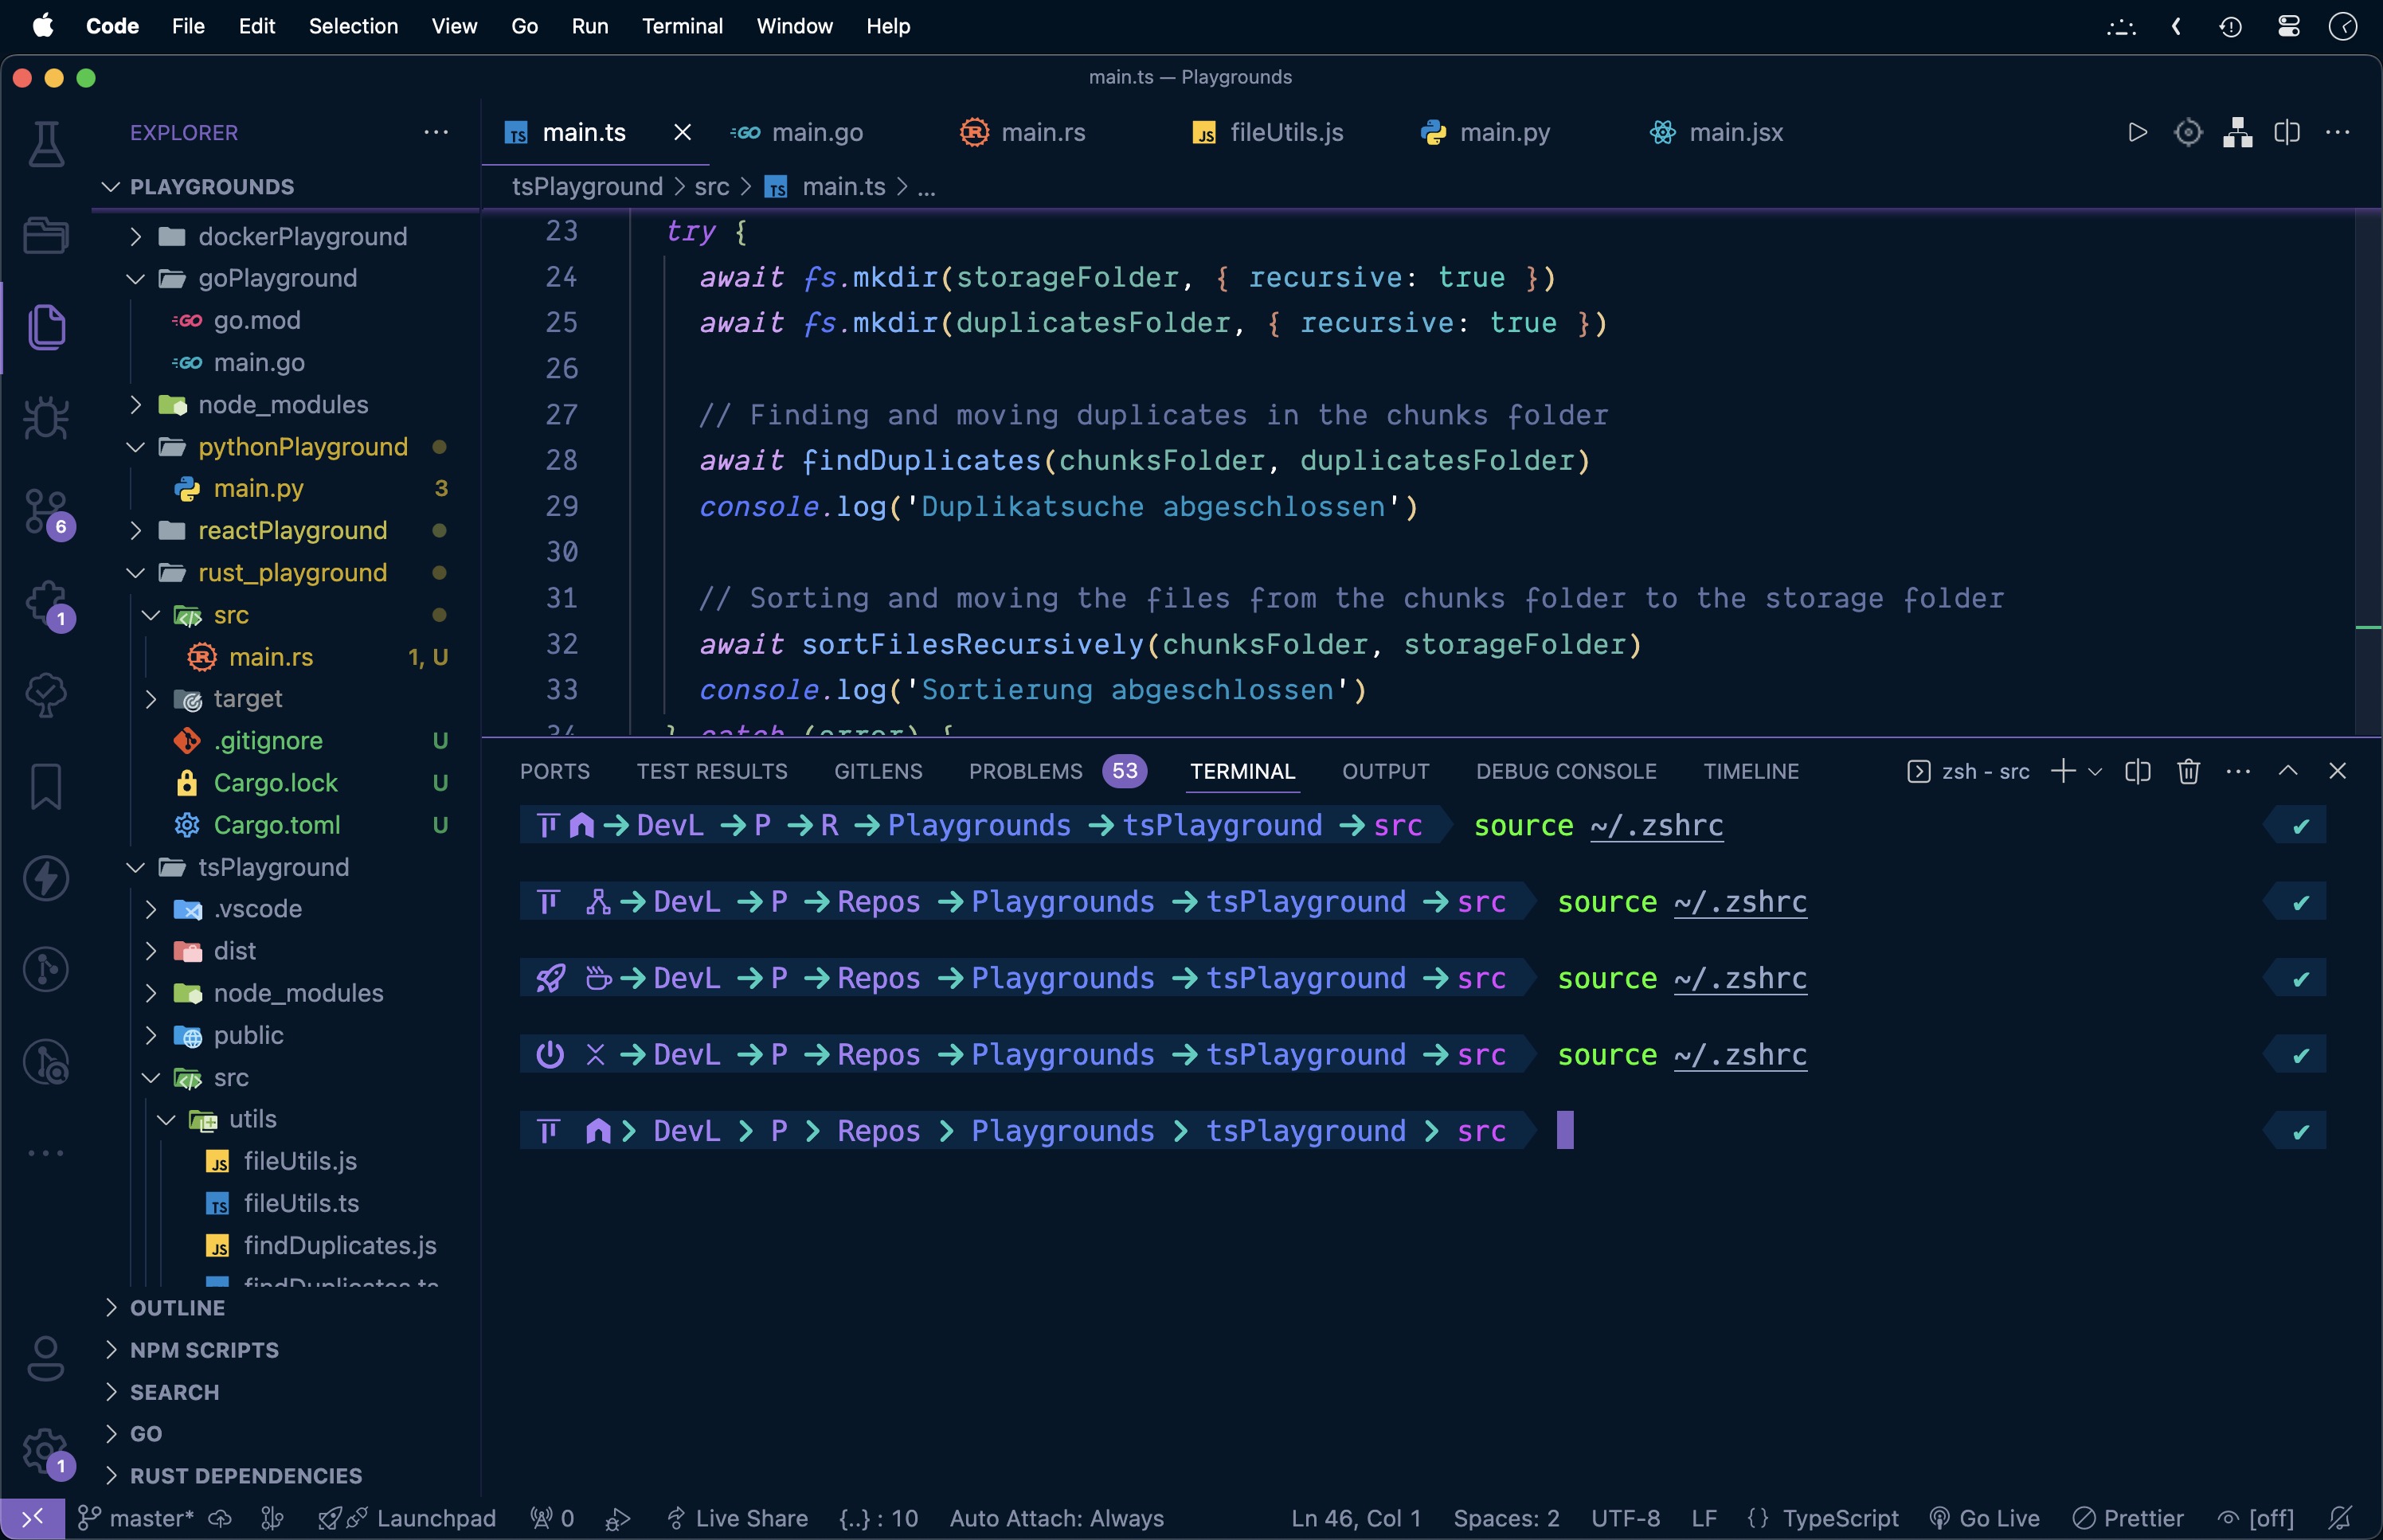 Code File Edit Selection View Go Run Terminal Window Help
main.ts — Playgrounds
EXPLORER
PLAYGROUNDS
dockerPlayground
goPlayground
go.mod
main.go
node_modules
pythonPlayground
main.py 3
reactPlayground
rust_playground
src
main.rs 1, U
target
.gitignore U
Cargo.lock U
Cargo.toml U
tsPlayground
.vscode
dist
node_modules
public
src
utils
fileUtils.js
fileUtils.ts
findDuplicates.js
findDuplicates.ts
OUTLINE
NPM SCRIPTS
SEARCH
GO
RUST DEPENDENCIES
6
1
1
main.ts main.go main.rs fileUtils.js main.py main.jsx
tsPlayground > src > main.ts > ...
23 try {
24 await fs.mkdir(storageFolder, { recursive: true })
25 await fs.mkdir(duplicatesFolder, { recursive: true })
26
27 // Finding and moving duplicates in the chunks folder
28 await findDuplicates(chunksFolder, duplicatesFolder)
29 console.log('Duplikatsuche abgeschlossen')
30
31 // Sorting and moving the files from the chunks folder to the storage folder
32 await sortFilesRecursively(chunksFolder, storageFolder)
33 console.log('Sortierung abgeschlossen')
34 } catch (error) {
PORTS TEST RESULTS GITLENS PROBLEMS 53 TERMINAL OUTPUT DEBUG CONSOLE TIMELINE zsh - src
→ DevL → P → R → Playgrounds → tsPlayground → src source ~/.zshrc ✔
→ DevL → P → Repos → Playgrounds → tsPlayground → src source ~/.zshrc ✔
→ DevL → P → Repos → Playgrounds → tsPlayground → src source ~/.zshrc ✔
→ DevL → P → Repos → Playgrounds → tsPlayground → src source ~/.zshrc ✔
> DevL > P > Repos > Playgrounds > tsPlayground > src ✔
master* Launchpad 0 Live Share {..} : 10 Auto Attach: Always Ln 46, Col 1 Spaces: 2 UTF-8 LF {} TypeScript Go Live Prettier [off]